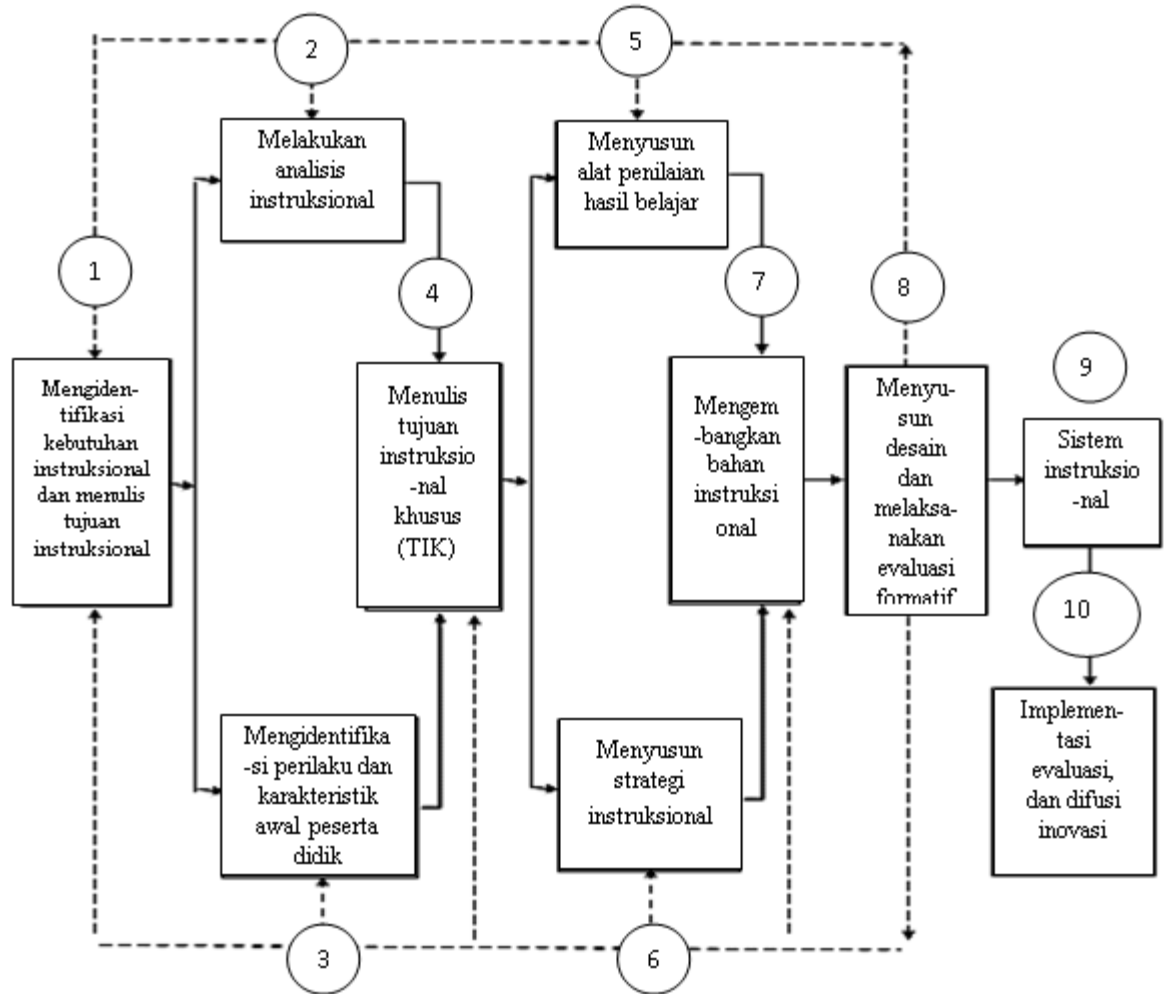 1
Mengiden-
tifikasi
kebutuhan
instruksional
dan menulis
tujuan
instruksional
2
Melakukan
analisis
instruksional
3
Mengidentifika
-si perilaku dan
karakteristik
awal peserta
didik
4
Menulis
tujuan
instruksio
-nal
khusus
(TIK)
5
Menyusun
alat penilaian
hasil belajar
6
Menyusun
strategi
instruksional
7
Mengem
-bangkan
bahan
instruksi
onal
8
Menyu-
sun
desain
dan
melaksa-
nakan
evaluasi
formatif
9
Sistem
instruksio
-nal
10
Implemen-
tasi
evaluasi,
dan difusi
inovasi